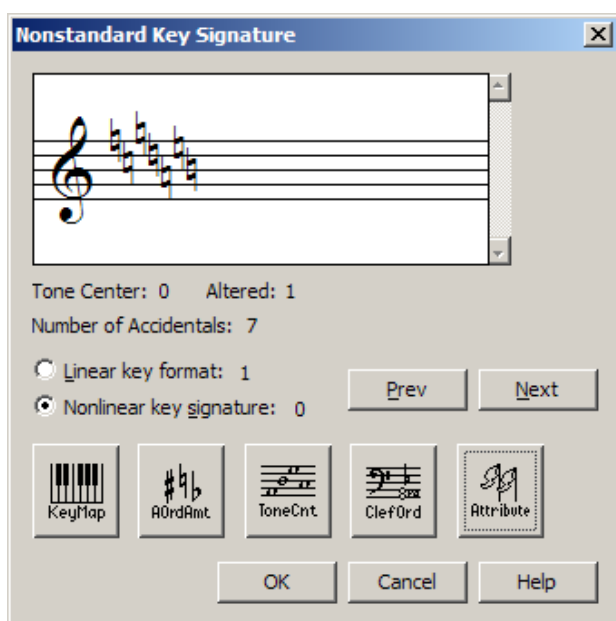 Nonstandard Key Signature
Tone Center: 0 Altered: 1
Number of Accidentals: 7
Linear key format: 1
Nonlinear key signature: 0
Prev Next
KeyMap AOrdAmt ToneCnt ClefOrd Attribute
OK Cancel Help